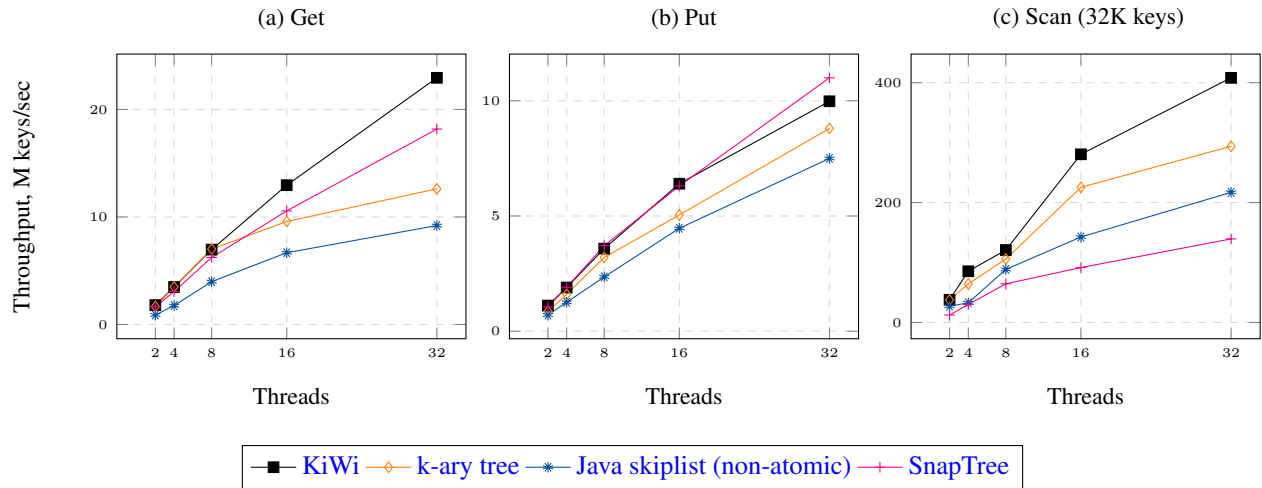 (a) Get
(b) Put
(c) Scan (32K keys)
Throughput, M keys/sec
20
10
0
2 4 8 16 32
Threads
10
5
0
2 4 8 16 32
Threads
400
200
0
2 4 8 16 32
Threads
KiWi k-ary tree Java skiplist (non-atomic) SnapTree